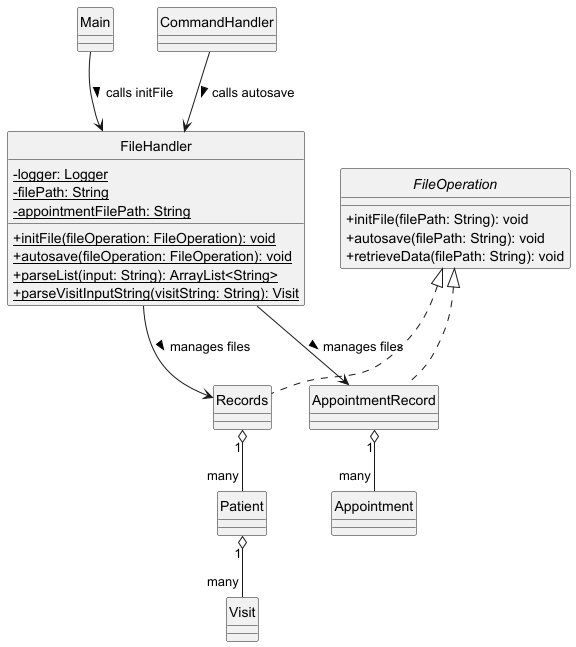 Main
CommandHandler
calls initFile
calls autosave
FileHandler
-logger: Logger
-filePath: String
-appointmentFilePath: String
+initFile(fileOperation: FileOperation): void
+autosave(fileOperation: FileOperation): void
+parseList(input: String): ArrayList<String>
+parseVisitInputString(visitString: String): Visit
FileOperation
+initFile(filePath: String): void
+autosave(filePath: String): void
+retrieveData(filePath: String): void
manages files
manages files
Records
AppointmentRecord
1
1
many
many
Patient
Appointment
1
many
Visit